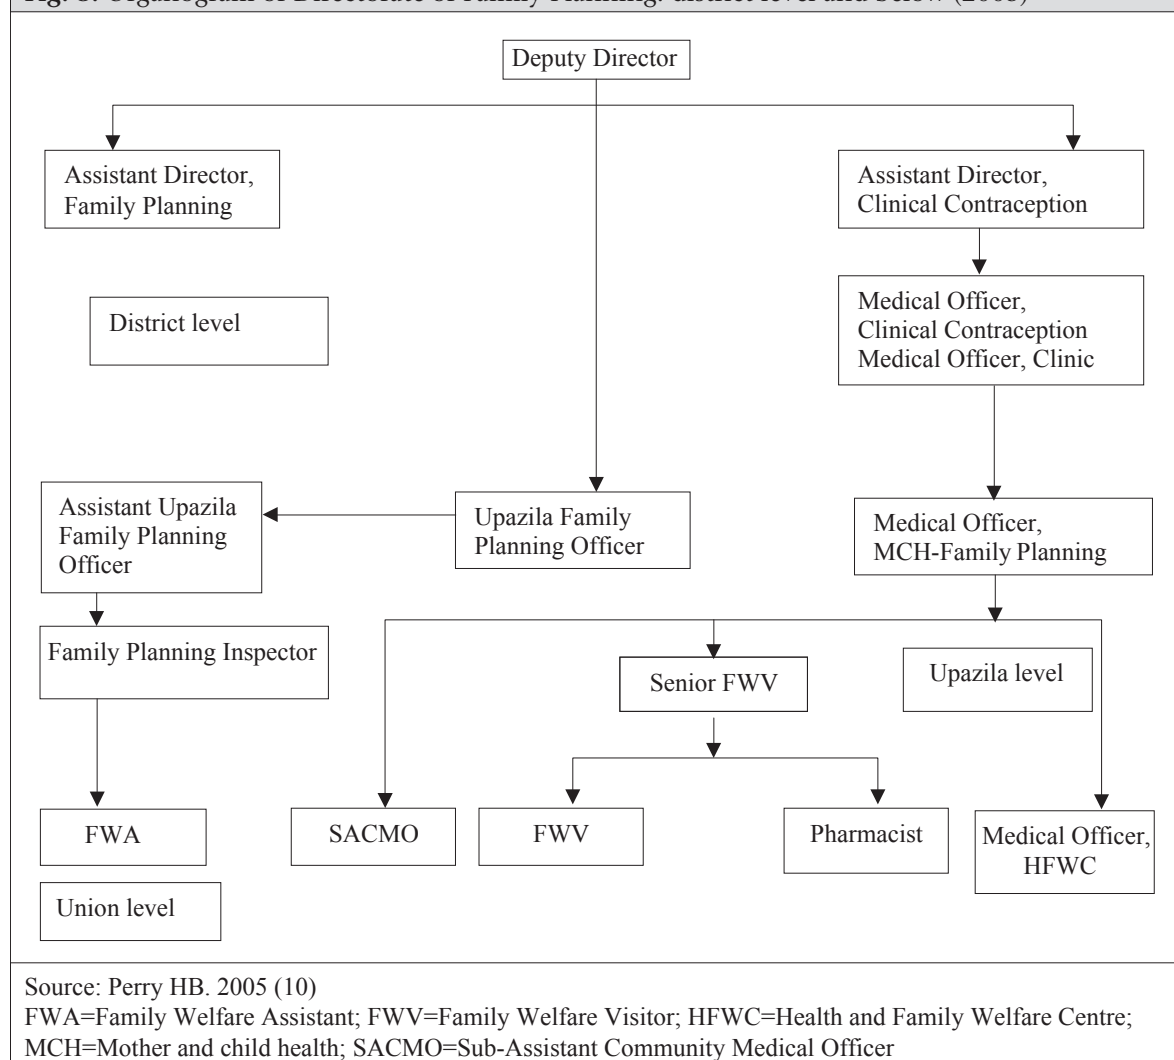 Deputy Director
Assistant Director,
Family Planning
Assistant Director,
Clinical Contraception
District level
Medical Officer,
Clinical Contraception
Medical Officer, Clinic
Assistant Upazila
Family Planning
Officer
Upazila Family
Planning Officer
Medical Officer,
MCH-Family Planning
Family Planning Inspector
Senior FWV
Upazila level
FWA
SACMO
FWV
Pharmacist
Medical Officer,
HFWC
Union level
Source: Perry HB. 2005 (10)
FWA=Family Welfare Assistant; FWV=Family Welfare Visitor; HFWC=Health and Family Welfare Centre;
MCH=Mother and child health; SACMO=Sub-Assistant Community Medical Officer